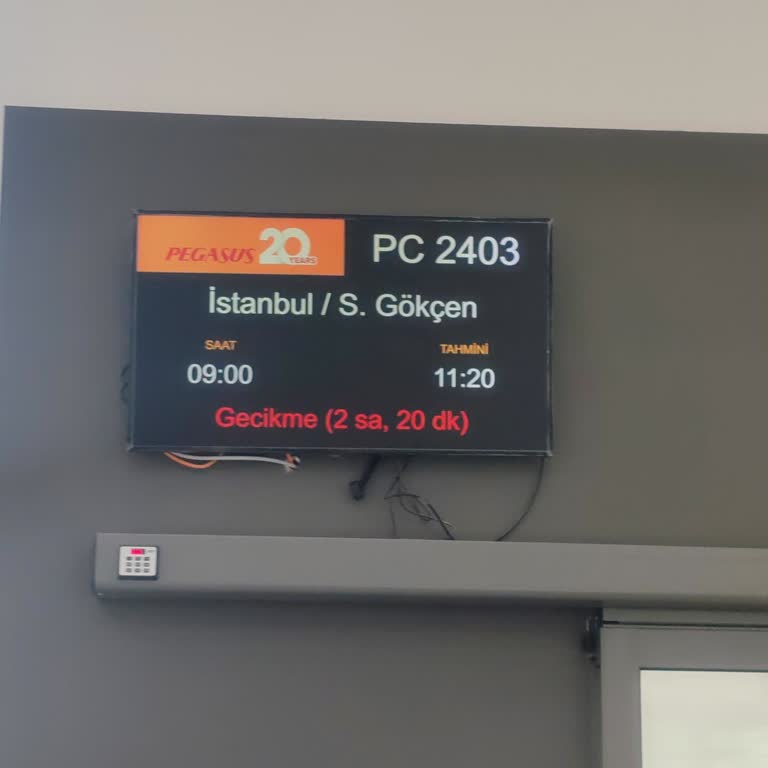 PEGASUS 20 YEARS PC 2403
İstanbul / S. Gökçen
SAAT TAHMİNİ
09:00 11:20
Gecikme (2 sa, 20 dk)